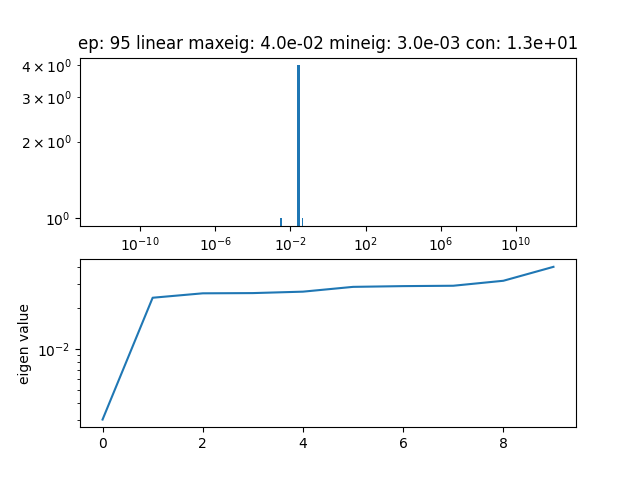 ep: 95 linear maxeig: 4.0e-02 mineig: 3.0e-03 con: 1.3e+01
4 × 10⁰
3 × 10⁰
2 × 10⁰
10⁰
10⁻¹⁰ 10⁻⁶ 10⁻² 10² 10⁶ 10¹⁰
eigen value
10⁻²
0 2 4 6 8